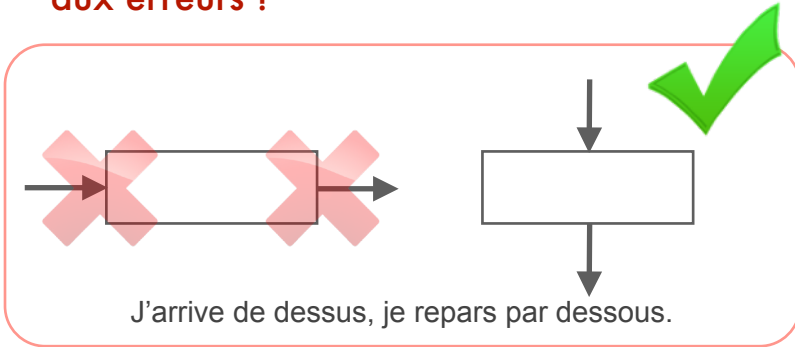 aux erreurs !
J’arrive de dessus, je repars par dessous.